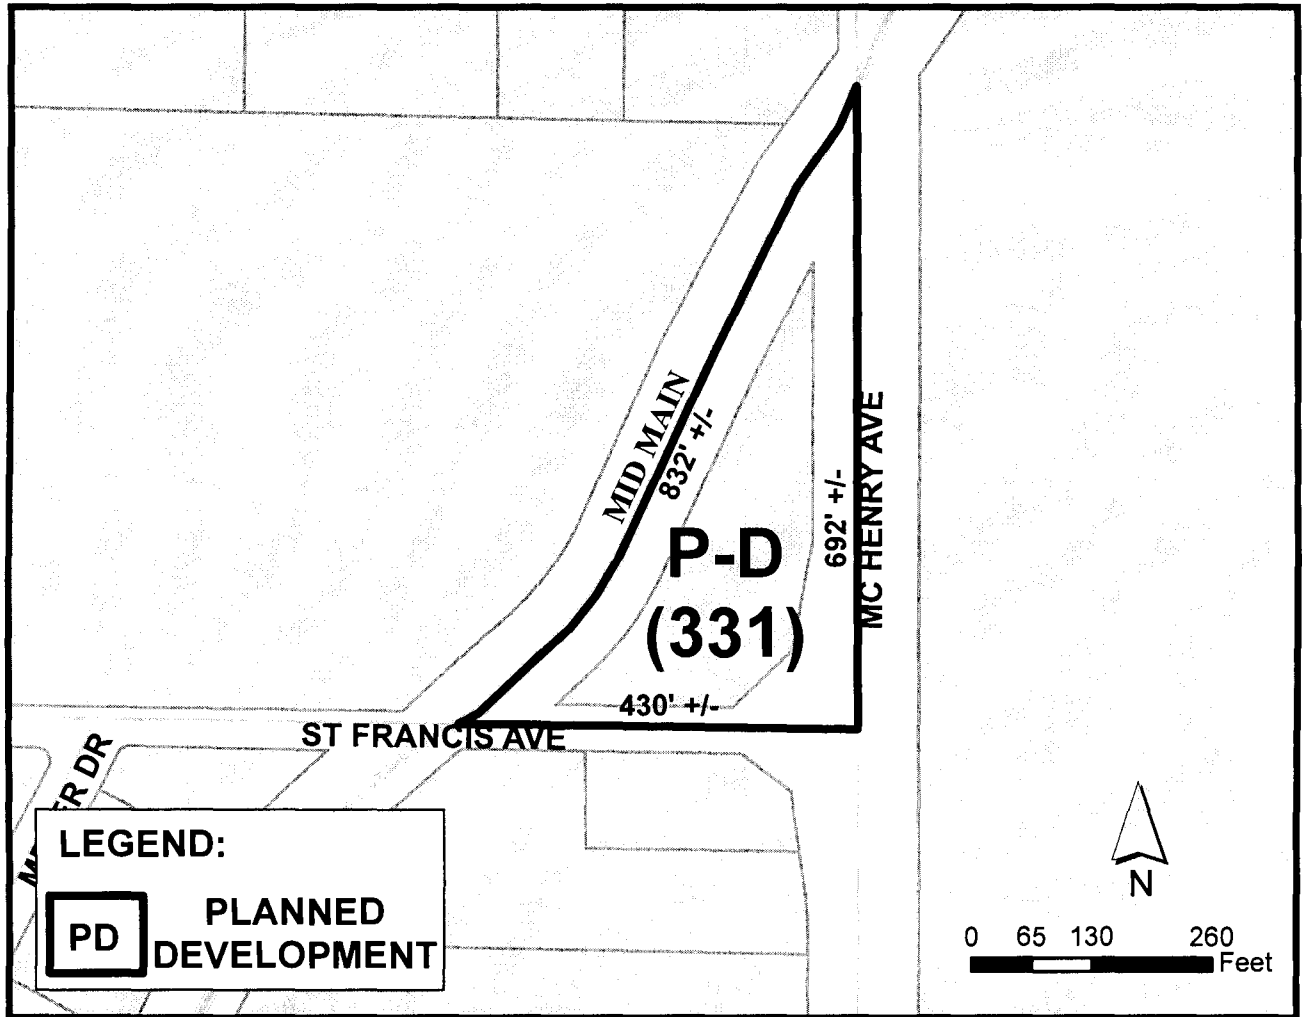 MID MAIN
832' +/-
692' +/-
MC HENRY AVE
P-D
(331)
430' +/-
ST FRANCIS AVE
DR
LEGEND:
PD
PLANNED
DEVELOPMENT
N
0 65 130 260
Feet